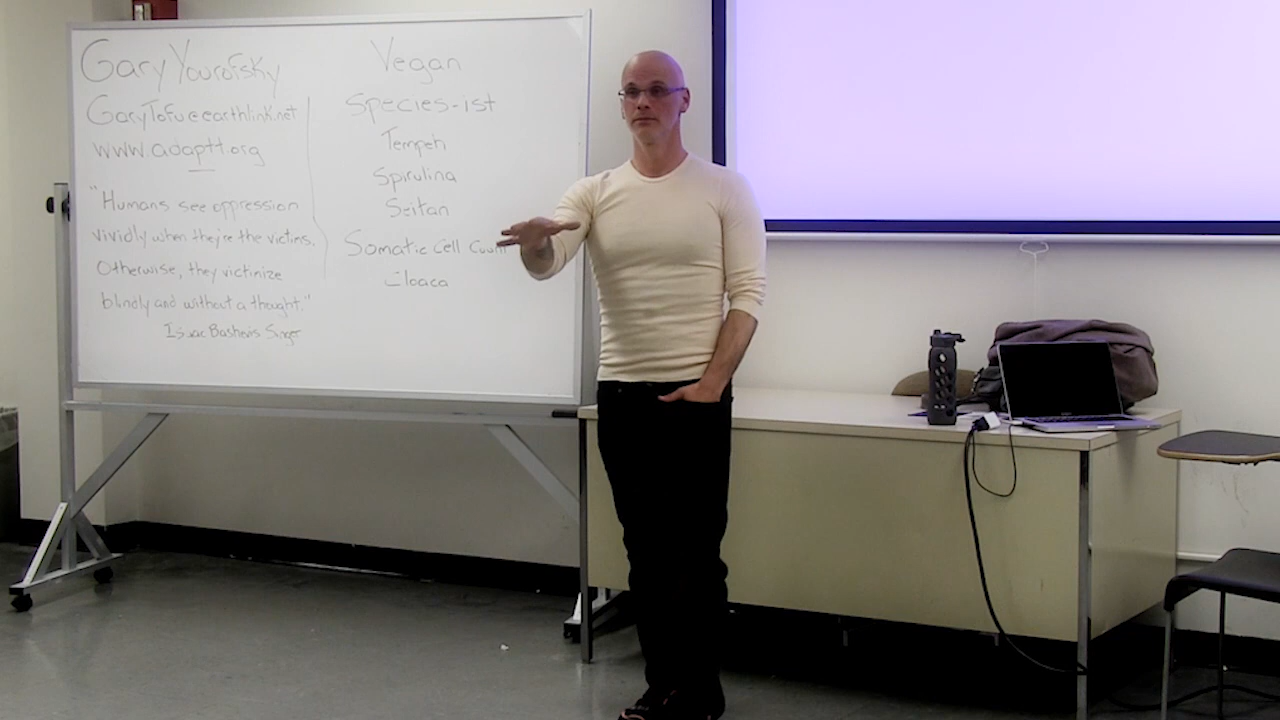 Gary Yourofsky
GaryTofu@earthlink.net
www.adaptt.org
"Humans see oppression
vividly when they're the victims.
Otherwise, they victimize
blindly and without a thought."
Isaac Bashevis Singer
Vegan
Species-ist
Tempeh
Spirulina
Seitan
Somatic Cell Count
Cloaca